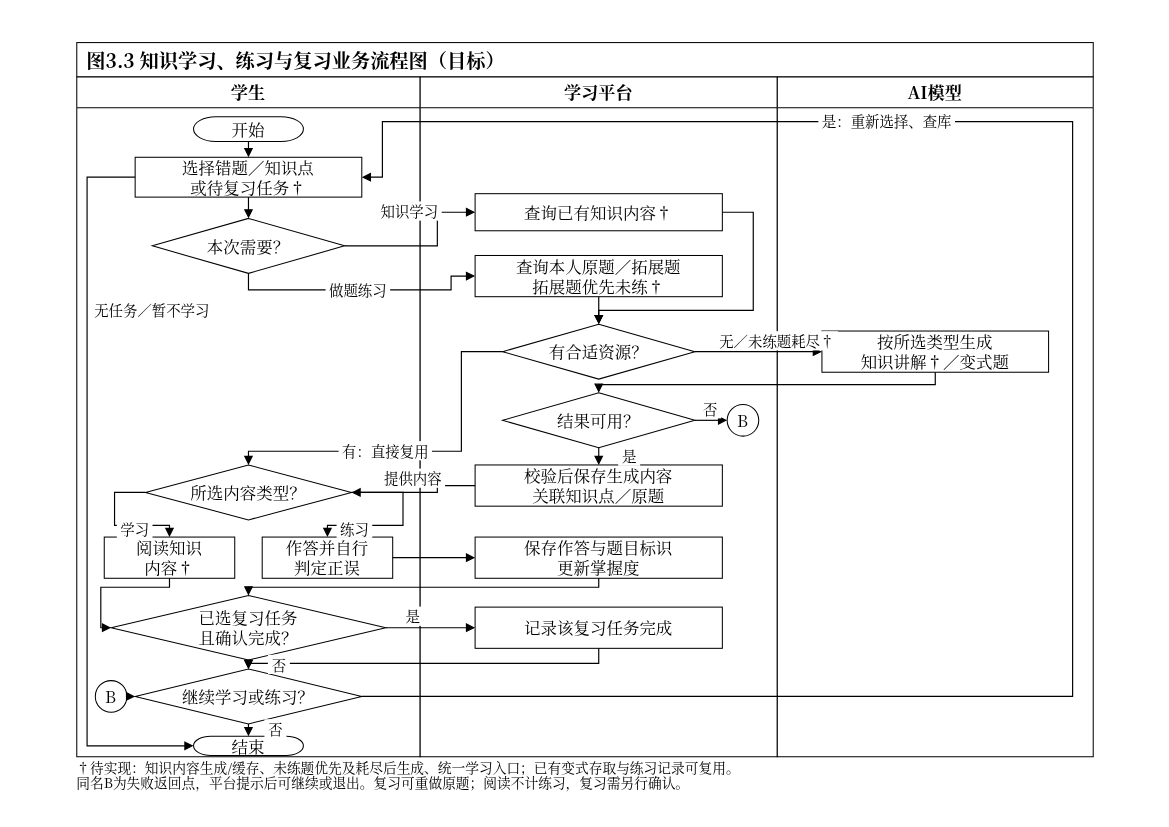 图3.3 知识学习、练习与复习业务流程图（目标）
学生
学习平台
AI模型
开始
是：重新选择、查库
选择错题／知识点
或待复习任务†
知识学习
查询已有知识内容†
本次需要？
查询本人原题／拓展题
拓展题优先未练†
做题练习
无任务／暂不学习
无／未练题耗尽†
有合适资源？
按所选类型生成
知识讲解†／变式题
否
结果可用？
B
有：直接复用
是
提供内容
校验后保存生成内容
关联知识点／原题
所选内容类型？
学习
练习
阅读知识
内容†
作答并自行
判定正误
保存作答与题目标识
更新掌握度
已选复习任务
且确认完成？
是
记录该复习任务完成
否
B
继续学习或练习？
否
结束
†待实现：知识内容生成/缓存、未练题优先及耗尽后生成、统一学习入口；已有变式存取与练习记录可复用。
同名B为失败返回点，平台提示后可继续或退出。复习可重做原题；阅读不计练习，复习需另行确认。